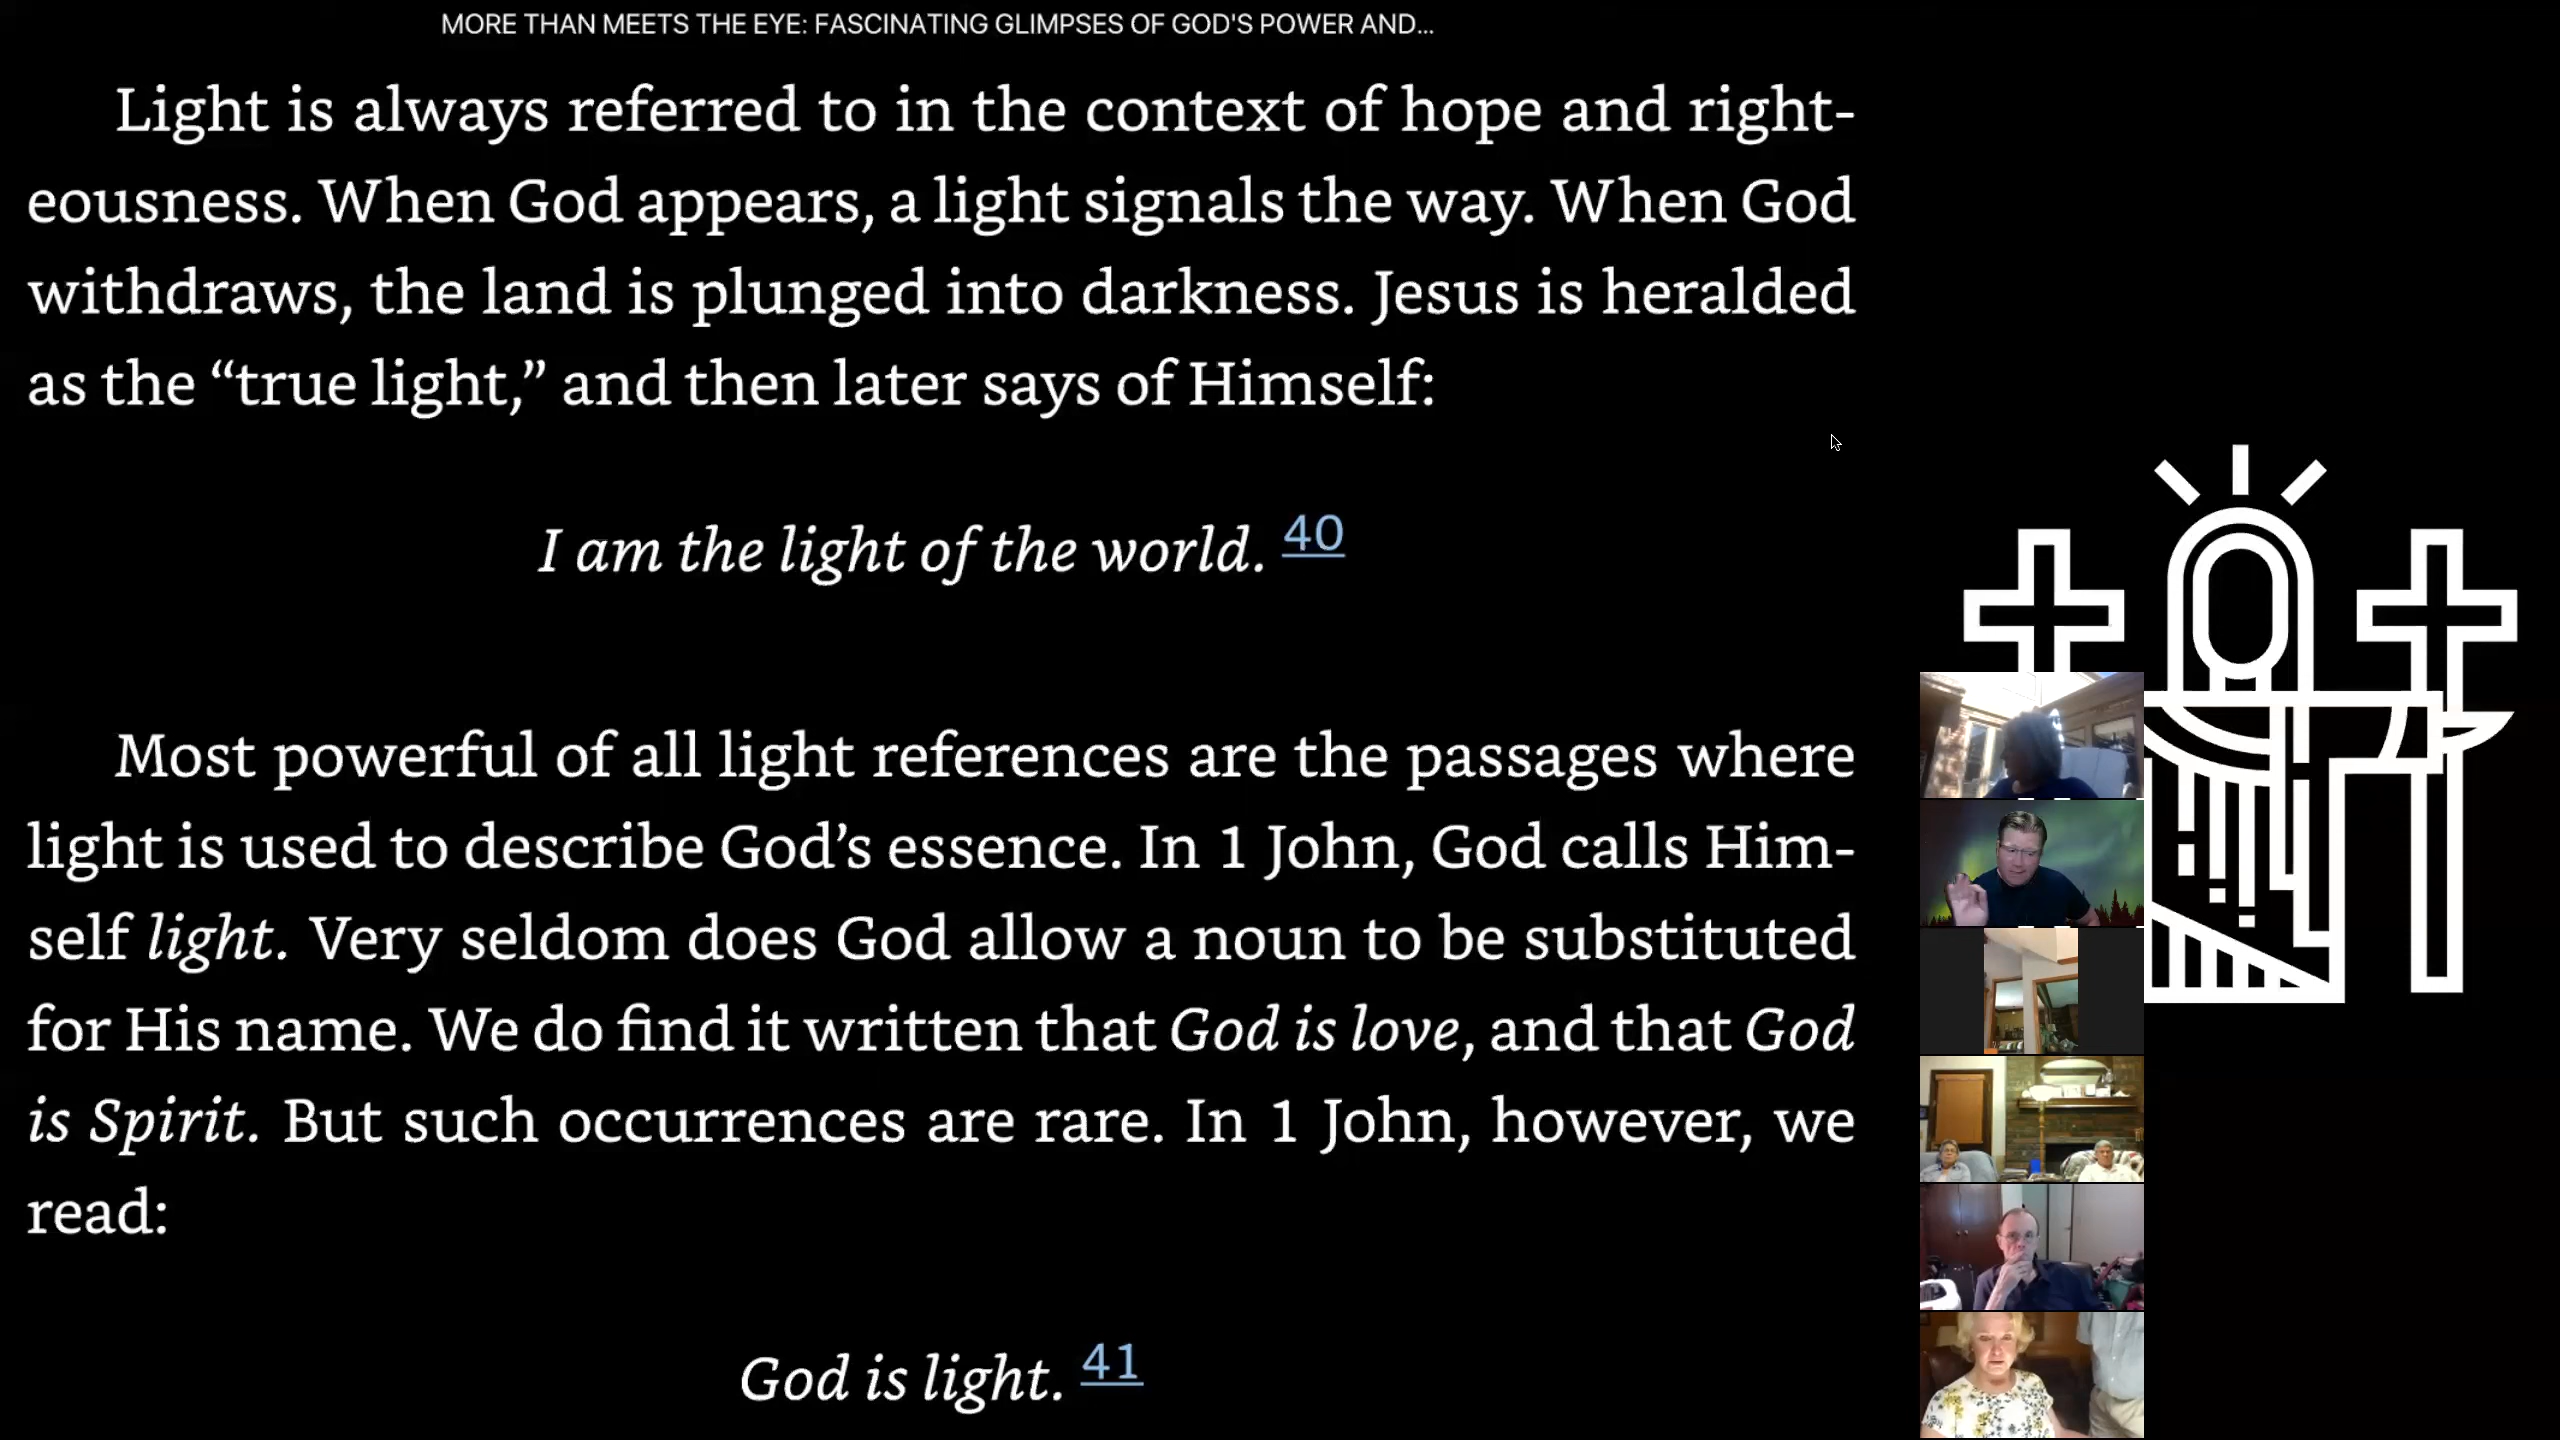 MORE THAN MEETS THE EYE: FASCINATING GLIMPSES OF GOD'S POWER AND...
Light is always referred to in the context of hope and right-
eousness. When God appears, a light signals the way. When God
withdraws, the land is plunged into darkness. Jesus is heralded
as the “true light,” and then later says of Himself:
I am the light of the world. 40
Most powerful of all light references are the passages where
light is used to describe God’s essence. In 1 John, God calls Him-
self light. Very seldom does God allow a noun to be substituted
for His name. We do find it written that God is love, and that God
is Spirit. But such occurrences are rare. In 1 John, however, we
read:
God is light. 41